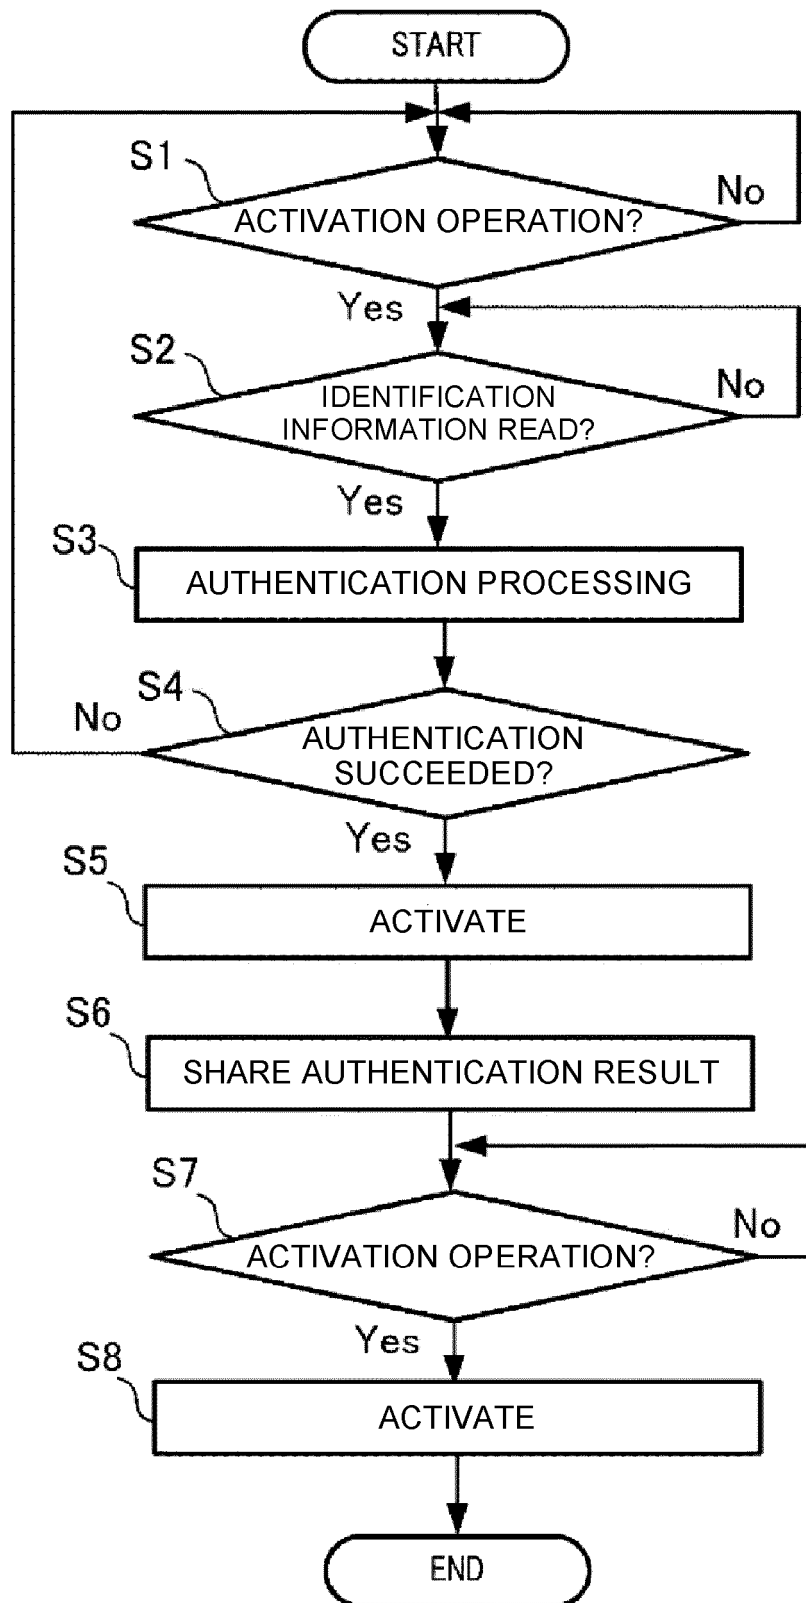 START
S1
ACTIVATION OPERATION?
No
Yes
S2
IDENTIFICATION
INFORMATION READ?
No
Yes
S3
AUTHENTICATION PROCESSING
S4
No
AUTHENTICATION
SUCCEEDED?
Yes
S5
ACTIVATE
S6
SHARE AUTHENTICATION RESULT
S7
ACTIVATION OPERATION?
No
Yes
S8
ACTIVATE
END